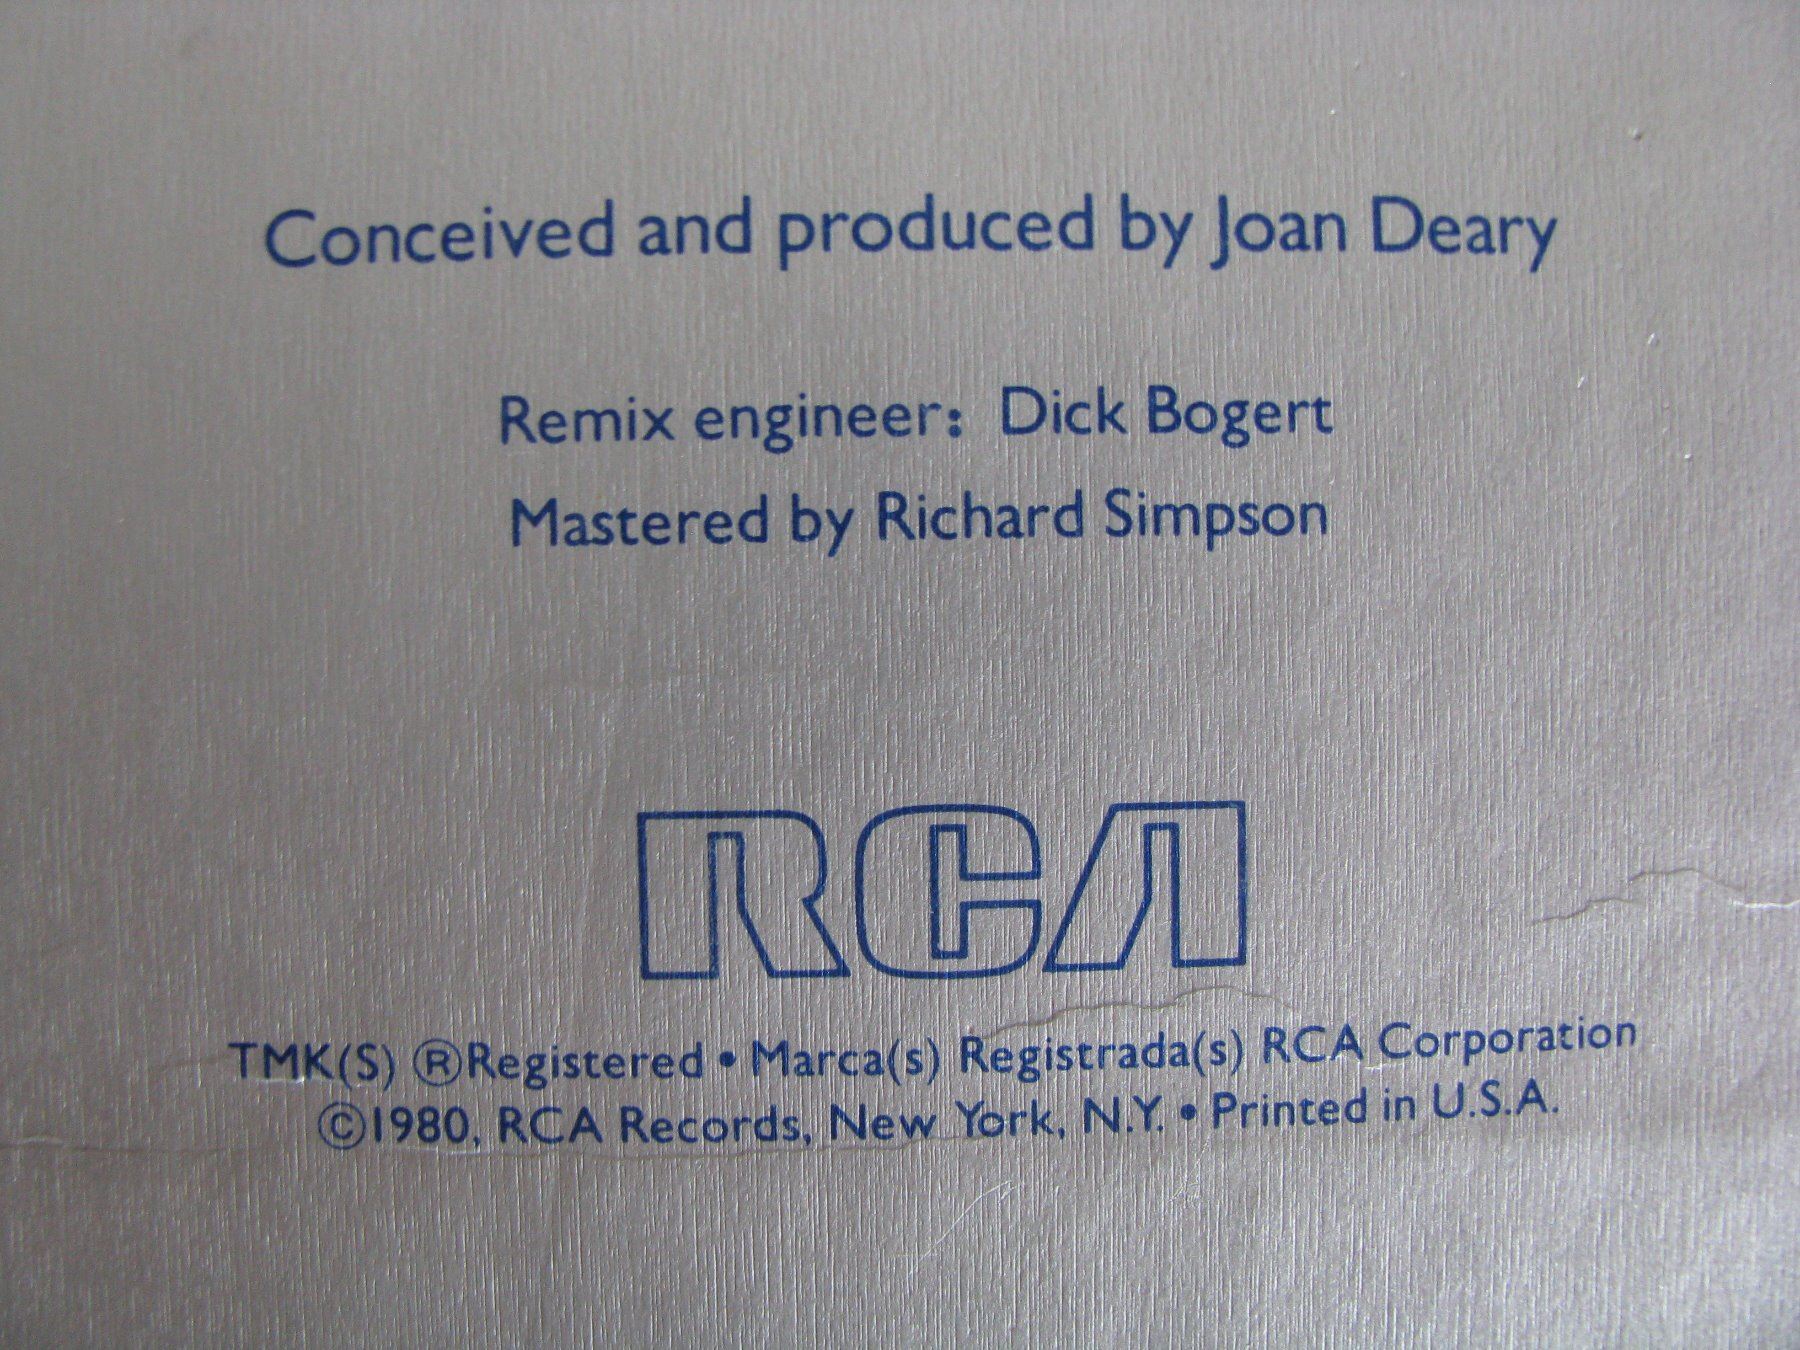 Conceived and produced by Joan Deary
Remix engineer: Dick Bogert
Mastered by Richard Simpson
RCA
TMK(S) ®Registered • Marca(s) Registrada(s) RCA Corporation
©1980, RCA Records, New York, N.Y. • Printed in U.S.A.